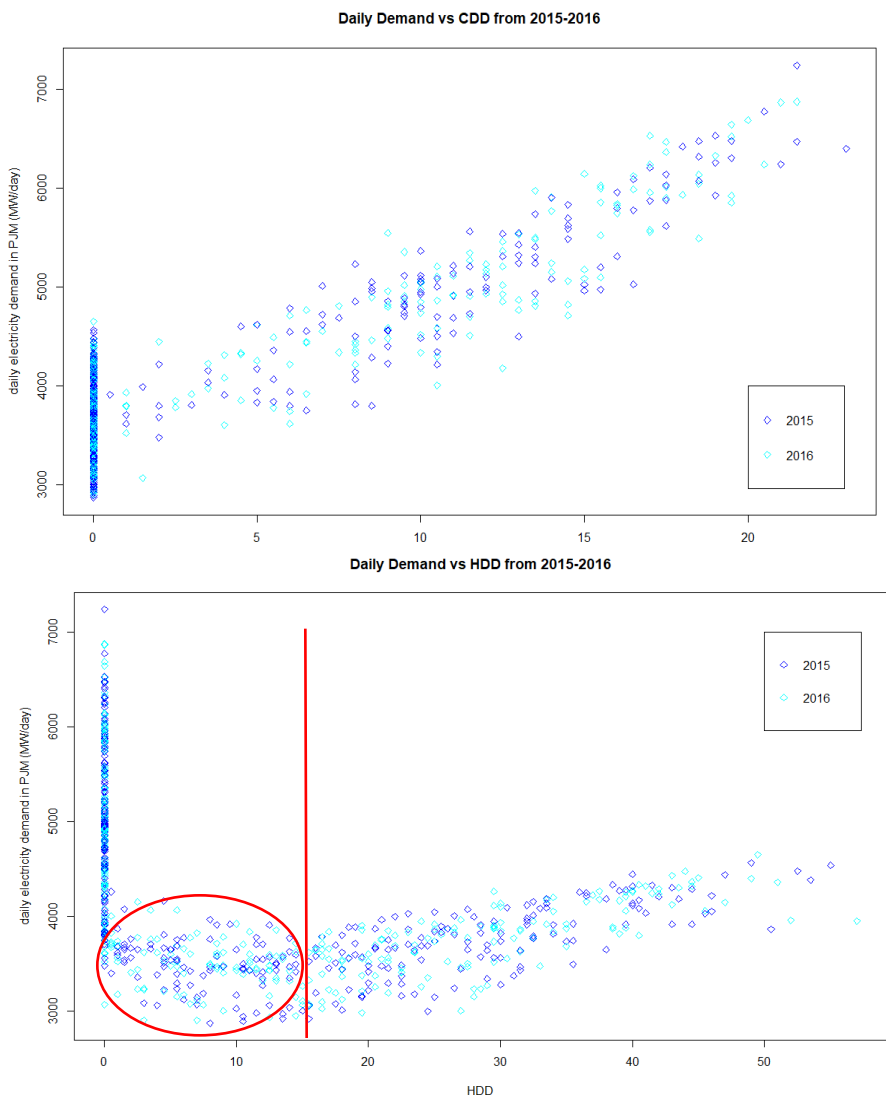 Daily Demand vs CDD from 2015-2016
daily electricity demand in PJM (MW/day)
7000
6000
5000
4000
3000
2015
2016
0 5 10 15 20
Daily Demand vs HDD from 2015-2016
daily electricity demand in PJM (MW/day)
7000
6000
5000
4000
3000
2015
2016
0 10 20 30 40 50
HDD